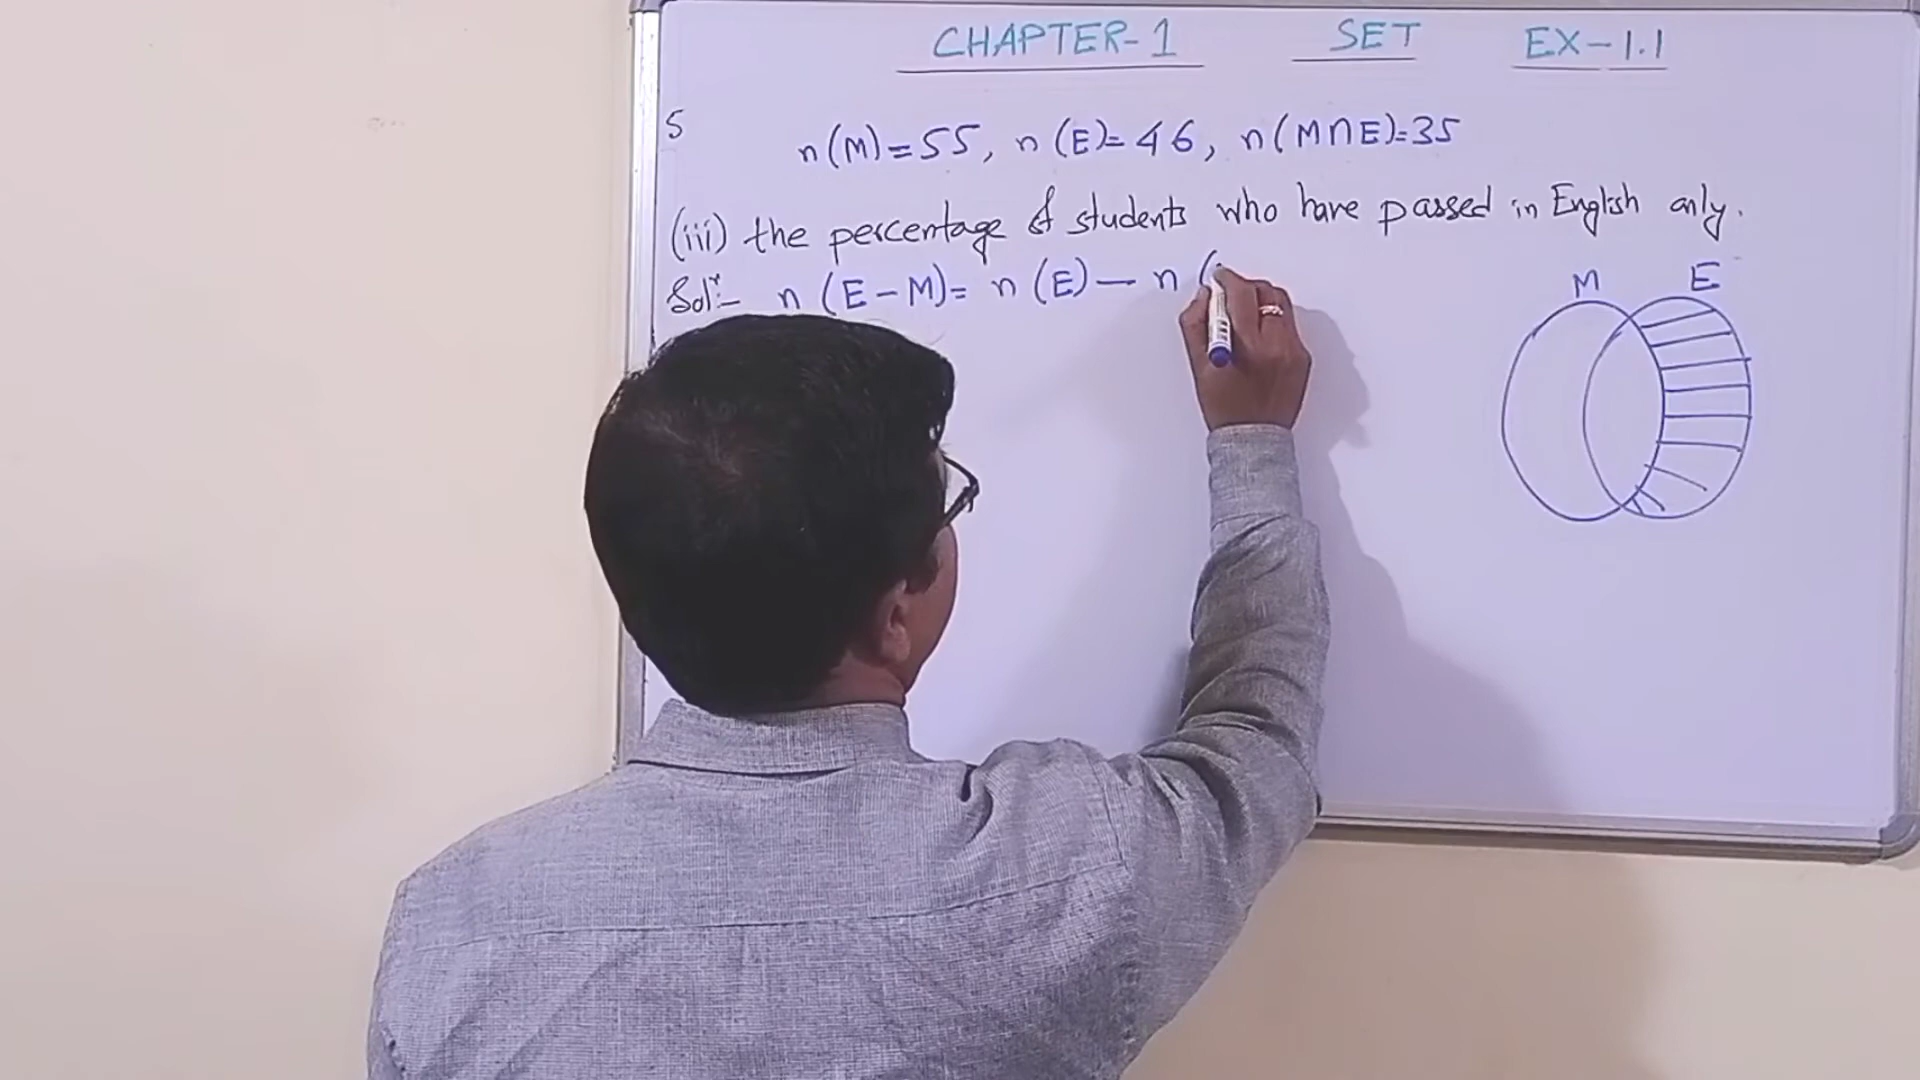 CHAPTER-1 SET EX-1.1
5
n(M)=55, n(E)=46, n(M∩E)=35
(iii) the percentage of students who have passed in English only.
Solⁿ:- n(E-M)= n(E)-n(
M E